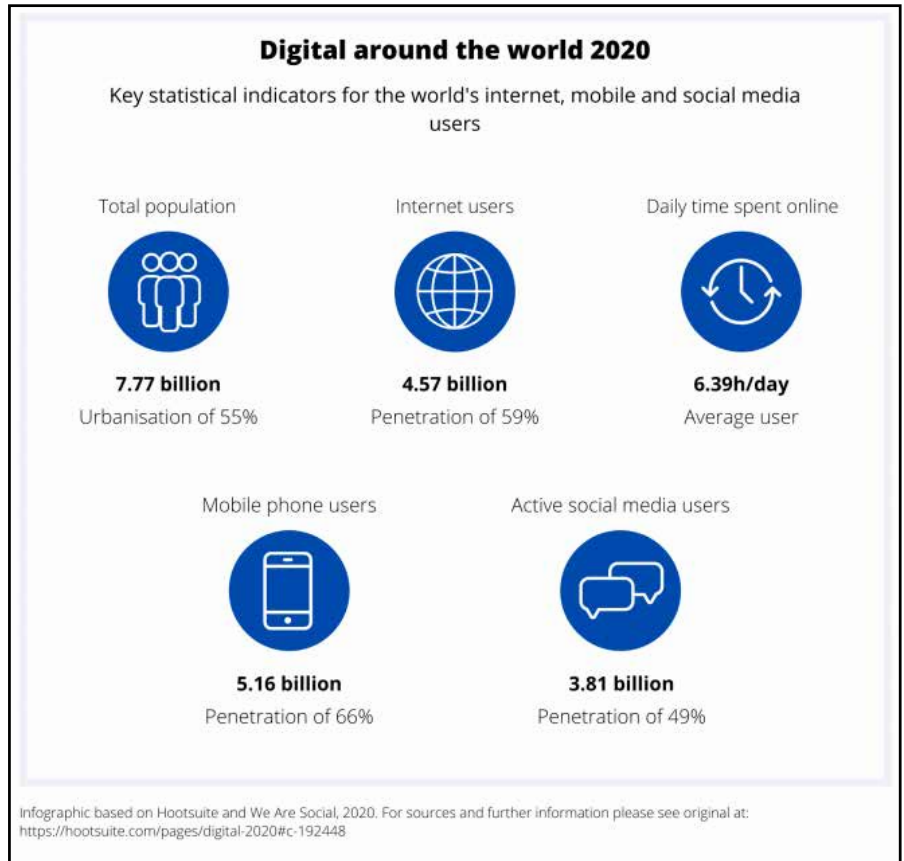 Digital around the world 2020
Key statistical indicators for the world's internet, mobile and social media
users
Total population
Internet users
Daily time spent online
7.77 billion
4.57 billion
6.39h/day
Urbanisation of 55%
Penetration of 59%
Average user
Mobile phone users
Active social media users
5.16 billion
3.81 billion
Penetration of 66%
Penetration of 49%
Infographic based on Hootsuite and We Are Social, 2020. For sources and further information please see original at:
https://hootsuite.com/pages/digital-2020#c-192448